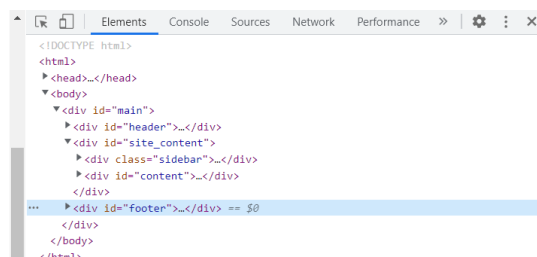 Elements Console Sources Network Performance »
<!DOCTYPE html>
<html>
<head>…</head>
<body>
<div id="main">
<div id="header">…</div>
<div id="site_content">
<div class="sidebar">…</div>
<div id="content">…</div>
</div>
… <div id="footer">…</div> == $0
</div>
</body>
</html>